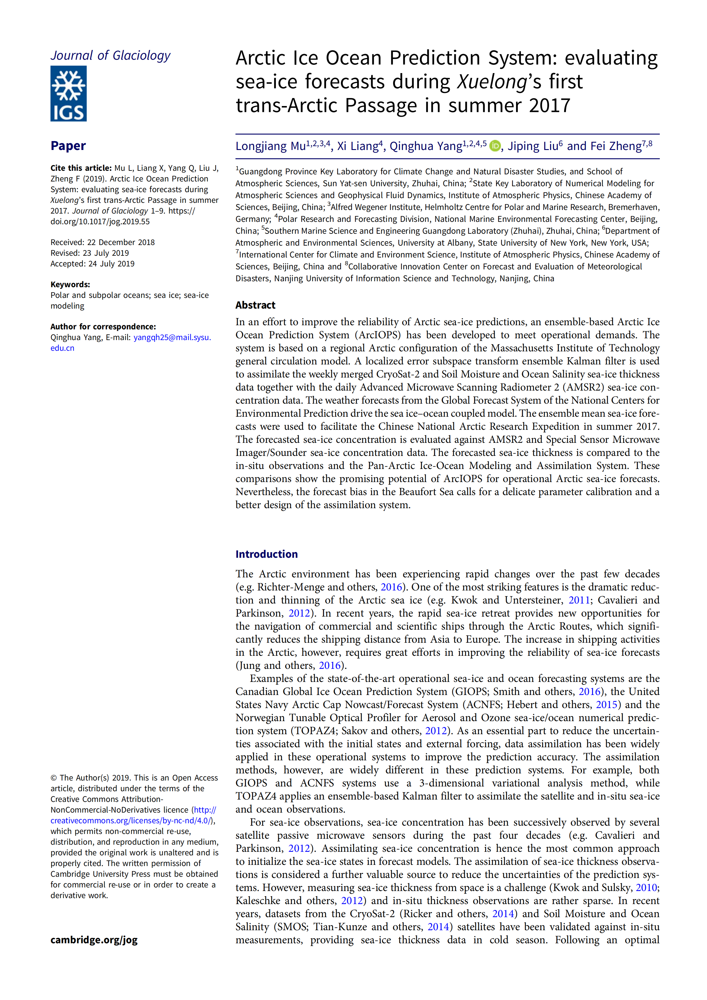 Journal of Glaciology
IGS
Paper
Cite this article: Mu L, Liang X, Yang Q, Liu J,
Zheng F (2019). Arctic Ice Ocean Prediction
System: evaluating sea-ice forecasts during
Xuelong's first trans-Arctic Passage in summer
2017. Journal of Glaciology 1–9. https://
doi.org/10.1017/jog.2019.55
Received: 22 December 2018
Revised: 23 July 2019
Accepted: 24 July 2019
Keywords:
Polar and subpolar oceans; sea ice; sea-ice
modeling
Author for correspondence:
Qinghua Yang, E-mail: yangqh25@mail.sysu.
edu.cn
© The Author(s) 2019. This is an Open Access
article, distributed under the terms of the
Creative Commons Attribution-
NonCommercial-NoDerivatives licence (http://
creativecommons.org/licenses/by-nc-nd/4.0/),
which permits non-commercial re-use,
distribution, and reproduction in any medium,
provided the original work is unaltered and is
properly cited. The written permission of
Cambridge University Press must be obtained
for commercial re-use or in order to create a
derivative work.
cambridge.org/jog
Arctic Ice Ocean Prediction System: evaluating
sea-ice forecasts during Xuelong's first
trans-Arctic Passage in summer 2017
Longjiang Mu1,2,3,4, Xi Liang4, Qinghua Yang1,2,4,5 iD, Jiping Liu6 and Fei Zheng7,8
1Guangdong Province Key Laboratory for Climate Change and Natural Disaster Studies, and School of
Atmospheric Sciences, Sun Yat-sen University, Zhuhai, China; 2State Key Laboratory of Numerical Modeling for
Atmospheric Sciences and Geophysical Fluid Dynamics, Institute of Atmospheric Physics, Chinese Academy of
Sciences, Beijing, China; 3Alfred Wegener Institute, Helmholtz Centre for Polar and Marine Research, Bremerhaven,
Germany; 4Polar Research and Forecasting Division, National Marine Environmental Forecasting Center, Beijing,
China; 5Southern Marine Science and Engineering Guangdong Laboratory (Zhuhai), Zhuhai, China; 6Department of
Atmospheric and Environmental Sciences, University at Albany, State University of New York, New York, USA;
7International Center for Climate and Environment Science, Institute of Atmospheric Physics, Chinese Academy of
Sciences, Beijing, China and 8Collaborative Innovation Center on Forecast and Evaluation of Meteorological
Disasters, Nanjing University of Information Science and Technology, Nanjing, China
Abstract
In an effort to improve the reliability of Arctic sea-ice predictions, an ensemble-based Arctic Ice
Ocean Prediction System (ArcIOPS) has been developed to meet operational demands. The
system is based on a regional Arctic configuration of the Massachusetts Institute of Technology
general circulation model. A localized error subspace transform ensemble Kalman filter is used
to assimilate the weekly merged CryoSat-2 and Soil Moisture and Ocean Salinity sea-ice thickness
data together with the daily Advanced Microwave Scanning Radiometer 2 (AMSR2) sea-ice con-
centration data. The weather forecasts from the Global Forecast System of the National Centers for
Environmental Prediction drive the sea ice–ocean coupled model. The ensemble mean sea-ice fore-
casts were used to facilitate the Chinese National Arctic Research Expedition in summer 2017.
The forecasted sea-ice concentration is evaluated against AMSR2 and Special Sensor Microwave
Imager/Sounder sea-ice concentration data. The forecasted sea-ice thickness is compared to the
in-situ observations and the Pan-Arctic Ice-Ocean Modeling and Assimilation System. These
comparisons show the promising potential of ArcIOPS for operational Arctic sea-ice forecasts.
Nevertheless, the forecast bias in the Beaufort Sea calls for a delicate parameter calibration and a
better design of the assimilation system.
Introduction
The Arctic environment has been experiencing rapid changes over the past few decades
(e.g. Richter-Menge and others, 2016). One of the most striking features is the dramatic reduc-
tion and thinning of the Arctic sea ice (e.g. Kwok and Untersteiner, 2011; Cavalieri and
Parkinson, 2012). In recent years, the rapid sea-ice retreat provides new opportunities for
the navigation of commercial and scientific ships through the Arctic Routes, which signifi-
cantly reduces the shipping distance from Asia to Europe. The increase in shipping activities
in the Arctic, however, requires great efforts in improving the reliability of sea-ice forecasts
(Jung and others, 2016).
Examples of the state-of-the-art operational sea-ice and ocean forecasting systems are the
Canadian Global Ice Ocean Prediction System (GIOPS; Smith and others, 2016), the United
States Navy Arctic Cap Nowcast/Forecast System (ACNFS; Hebert and others, 2015) and the
Norwegian Tunable Optical Profiler for Aerosol and Ozone sea-ice/ocean numerical predic-
tion system (TOPAZ4; Sakov and others, 2012). As an essential part to reduce the uncertain-
ties associated with the initial states and external forcing, data assimilation has been widely
applied in these operational systems to improve the prediction accuracy. The assimilation
methods, however, are widely different in these prediction systems. For example, both
GIOPS and ACNFS systems use a 3-dimensional variational analysis method, while
TOPAZ4 applies an ensemble-based Kalman filter to assimilate the satellite and in-situ sea-ice
and ocean observations.
For sea-ice observations, sea-ice concentration has been successively observed by several
satellite passive microwave sensors during the past four decades (e.g. Cavalieri and
Parkinson, 2012). Assimilating sea-ice concentration is hence the most common approach
to initialize the sea-ice states in forecast models. The assimilation of sea-ice thickness observa-
tions is considered a further valuable source to reduce the uncertainties of the prediction sys-
tems. However, measuring sea-ice thickness from space is a challenge (Kwok and Sulsky, 2010;
Kaleschke and others, 2012) and in-situ thickness observations are rather sparse. In recent
years, datasets from the CryoSat-2 (Ricker and others, 2014) and Soil Moisture and Ocean
Salinity (SMOS; Tian-Kunze and others, 2014) satellites have been validated against in-situ
measurements, providing sea-ice thickness data in cold season. Following an optimal